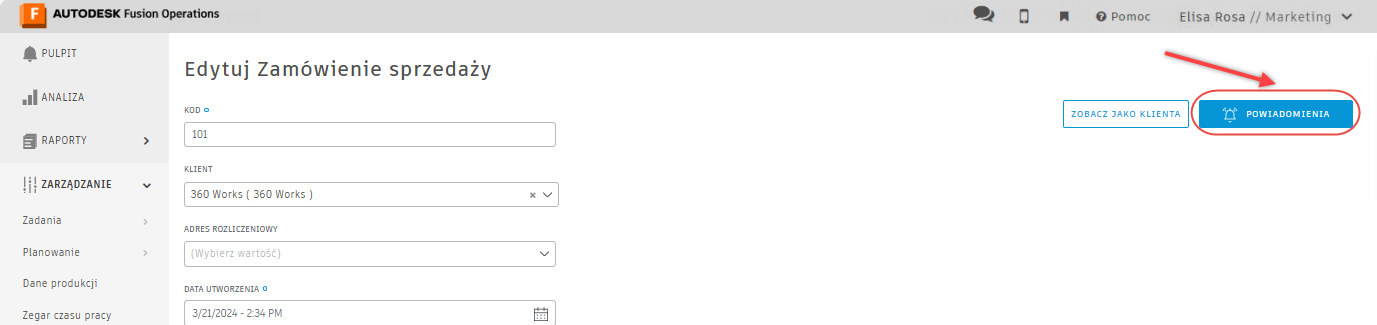 AUTODESK Fusion Operations
Pomoc
Elisa Rosa // Marketing
PULPIT
ANALIZA
RAPORTY
ZARZĄDZANIE
Zadania
Planowanie
Dane produkcji
Zegar czasu pracy
Edytuj Zamówienie sprzedaży
ZOBACZ JAKO KLIENTA
POWIADOMIENIA
KOD
101
KLIENT
360 Works ( 360 Works )
ADRES ROZLICZENIOWY
(Wybierz wartość)
DATA UTWORZENIA
3/21/2024 - 2:34 PM